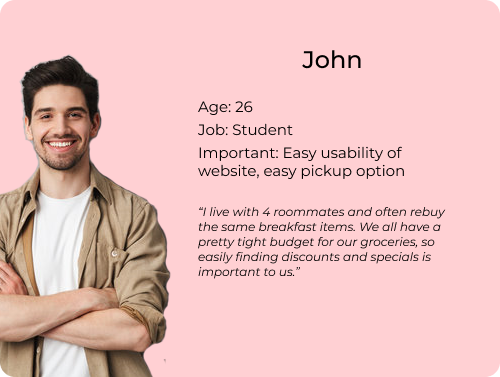 John
Age: 26
Job: Student
Important: Easy usability of
website, easy pickup option
“I live with 4 roommates and often rebuy
the same breakfast items. We all have a
pretty tight budget for our groceries, so
easily finding discounts and specials is
important to us.”